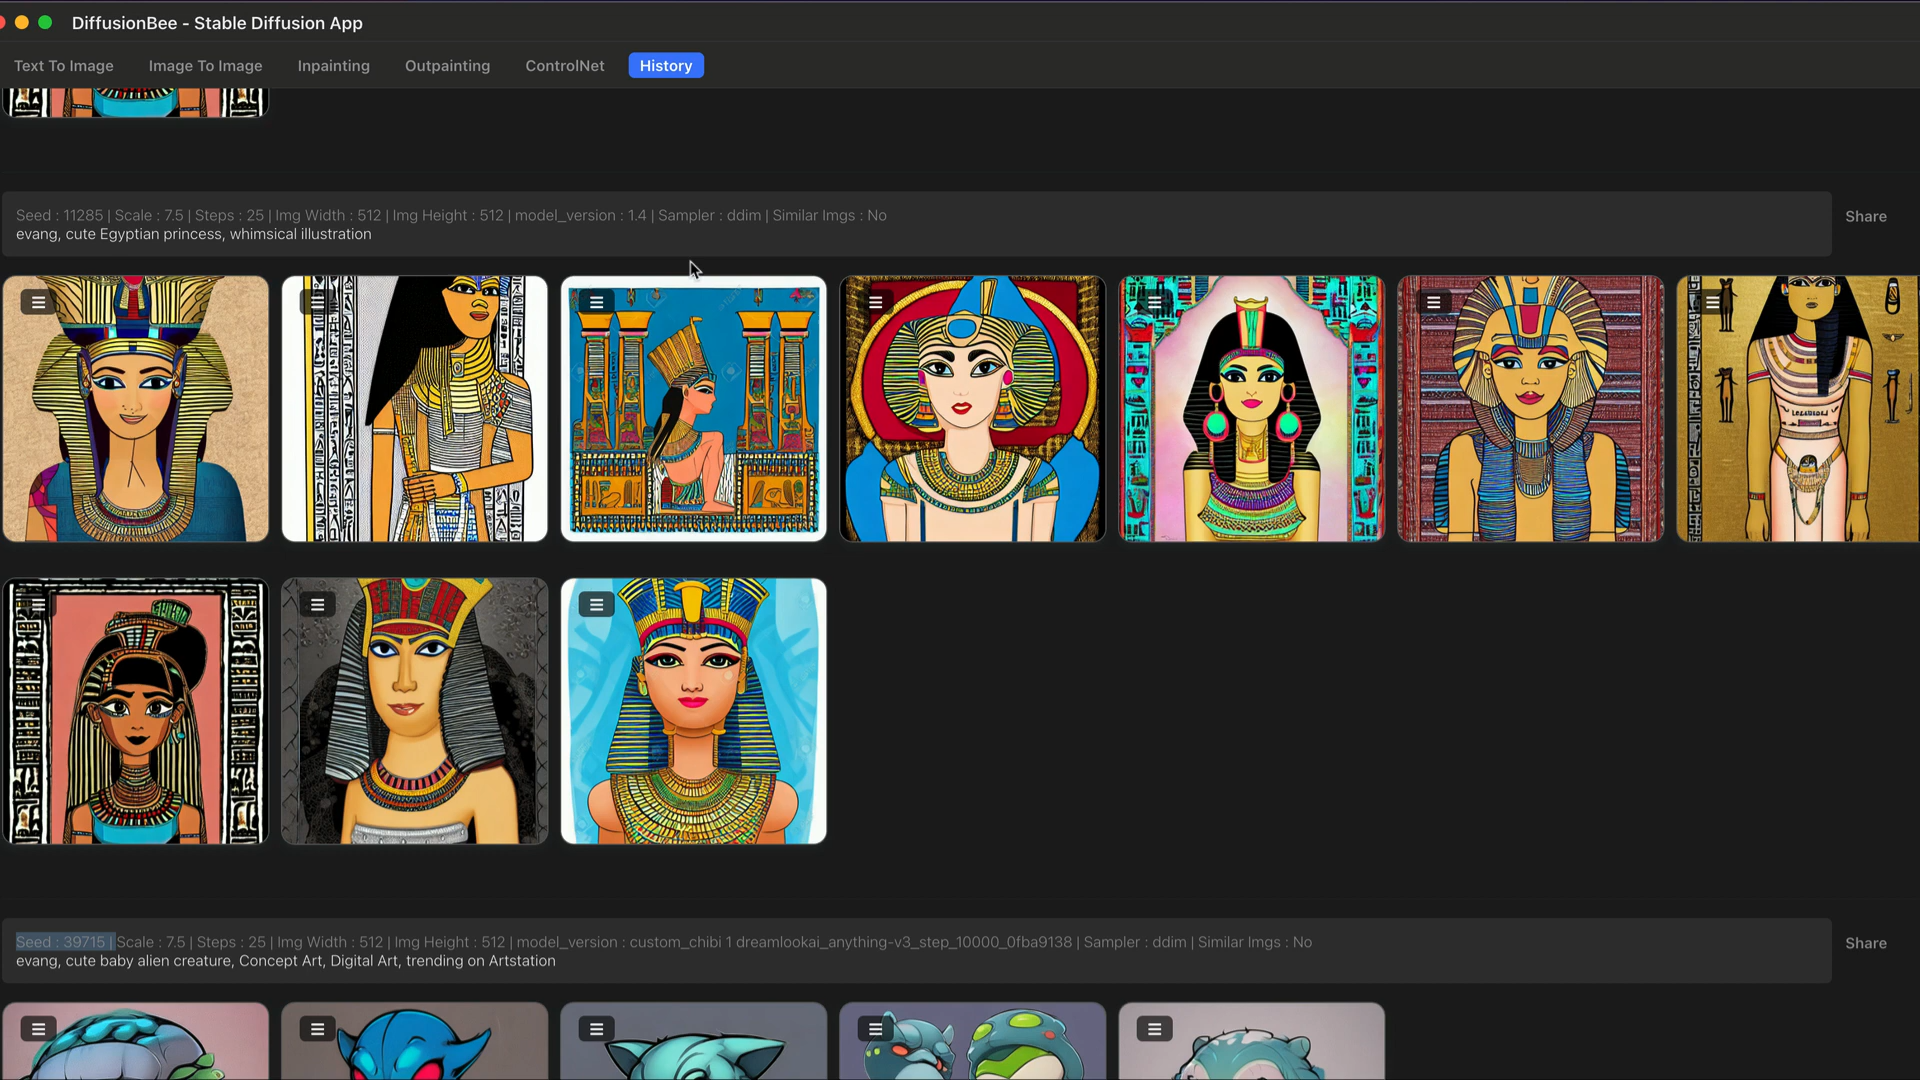 DiffusionBee - Stable Diffusion App
Text To Image
Image To Image
Inpainting
Outpainting
ControlNet
History
Seed : 11285 | Scale : 7.5 | Steps : 25 | Img Width : 512 | Img Height : 512 | model_version : 1.4 | Sampler : ddim | Similar Imgs : No
evang, cute Egyptian princess, whimsical illustration
Share
Seed : 39715 | Scale : 7.5 | Steps : 25 | Img Width : 512 | Img Height : 512 | model_version : custom_chibi 1 dreamlookai_anything-v3_step_10000_0fba9138 | Sampler : ddim | Similar Imgs : No
evang, cute baby alien creature, Concept Art, Digital Art, trending on Artstation
Share